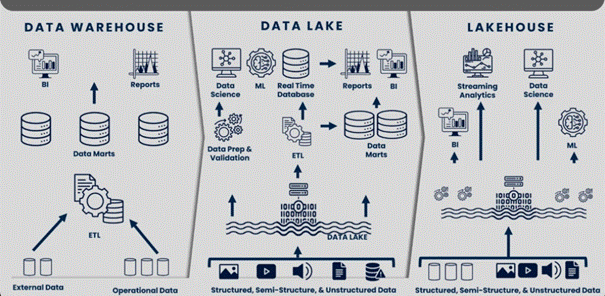 DATA WAREHOUSE
BI
Reports
Data Marts
ETL
External Data
Operational Data
DATA LAKE
Data
Science
ML
Real Time
Database
Reports
BI
Data Prep &
Validation
ETL
Data
Marts
DATA LAKE
Structured, Semi-Structure, & Unstructured Data
LAKEHOUSE
Streaming
Analytics
Data
Science
BI
ML
Structured, Semi-Structure, & Unstructured Data